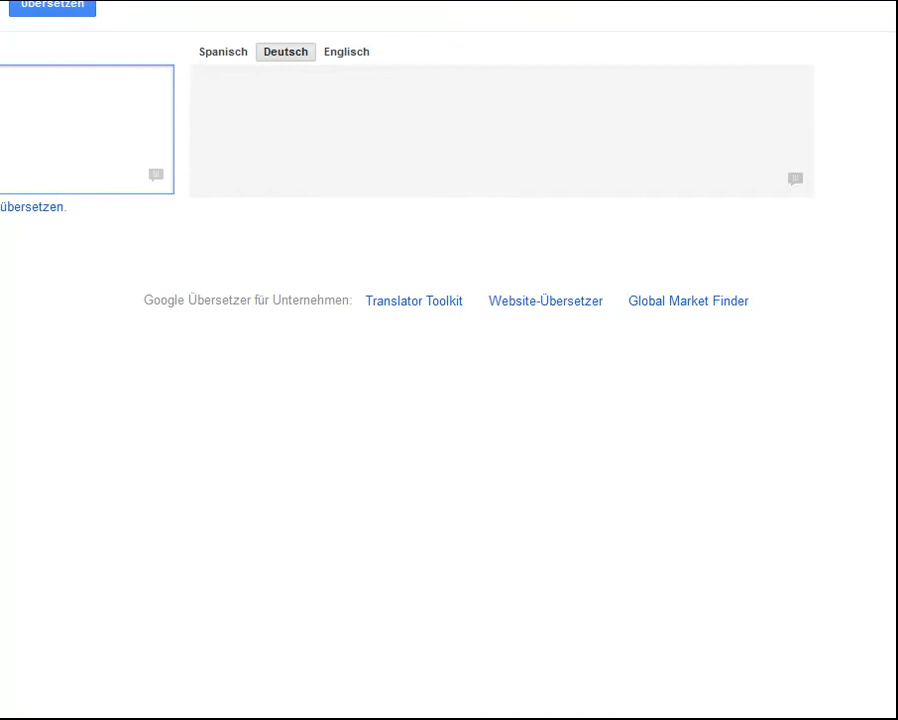 übersetzen
Spanisch Deutsch Englisch
übersetzen.
Google Übersetzer für Unternehmen: Translator Toolkit Website-Übersetzer Global Market Finder